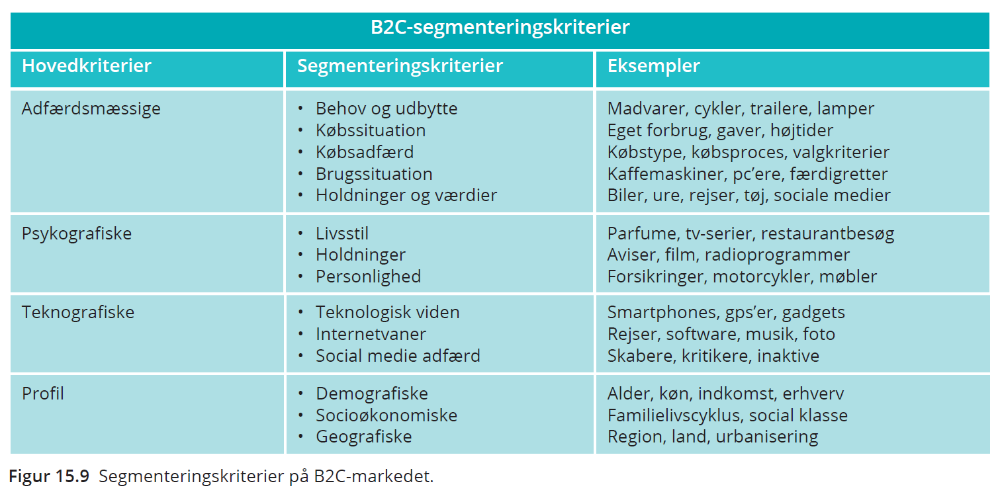 B2C-segmenteringskriterier
Hovedkriterier Segmenteringskriterier Eksempler
Adfærdsmæssige • Behov og udbytte Madvarer, cykler, trailere, lamper
• Købssituation Eget forbrug, gaver, højtider
• Købsadfærd Købstype, købsproces, valgkriterier
• Brugssituation Kaffemaskiner, pc’ere, færdigretter
• Holdninger og værdier Biler, ure, rejser, tøj, sociale medier
Psykografiske • Livsstil Parfume, tv-serier, restaurantbesøg
• Holdninger Aviser, film, radioprogrammer
• Personlighed Forsikringer, motorcykler, møbler
Teknografiske • Teknologisk viden Smartphones, gps’er, gadgets
• Internetvaner Rejser, software, musik, foto
• Social medie adfærd Skabere, kritikere, inaktive
Profil • Demografiske Alder, køn, indkomst, erhverv
• Socioøkonomiske Familielivscyklus, social klasse
• Geografiske Region, land, urbanisering
Figur 15.9 Segmenteringskriterier på B2C-markedet.